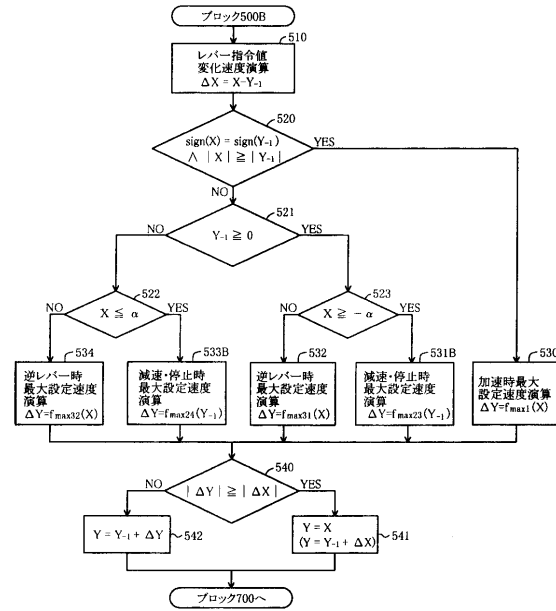 ブロック500B
510
レバー指令値
変化速度演算
ΔX = X-Y₋₁
520
sign(X) = sign(Y₋₁)
∧ | X | ≧ | Y₋₁ |
YES
NO
521
Y₋₁ ≧ 0
NO
YES
522
X ≦ α
NO
YES
523
X ≧ - α
NO
YES
534
逆レバー時
最大設定速度
演算
ΔY=fmax32(X)
533B
減速・停止時
最大設定速度
演算
ΔY=fmax24(Y₋₁)
532
逆レバー時
最大設定速度
演算
ΔY=fmax31(X)
531B
減速・停止時
最大設定速度
演算
ΔY=fmax23(Y₋₁)
530
加速時最大
設定速度演算
ΔY=fmax1(X)
540
| ΔY | ≧ | ΔX |
NO
YES
Y = Y₋₁ + ΔY
542
Y = X
(Y = Y₋₁ + ΔX)
541
ブロック700へ